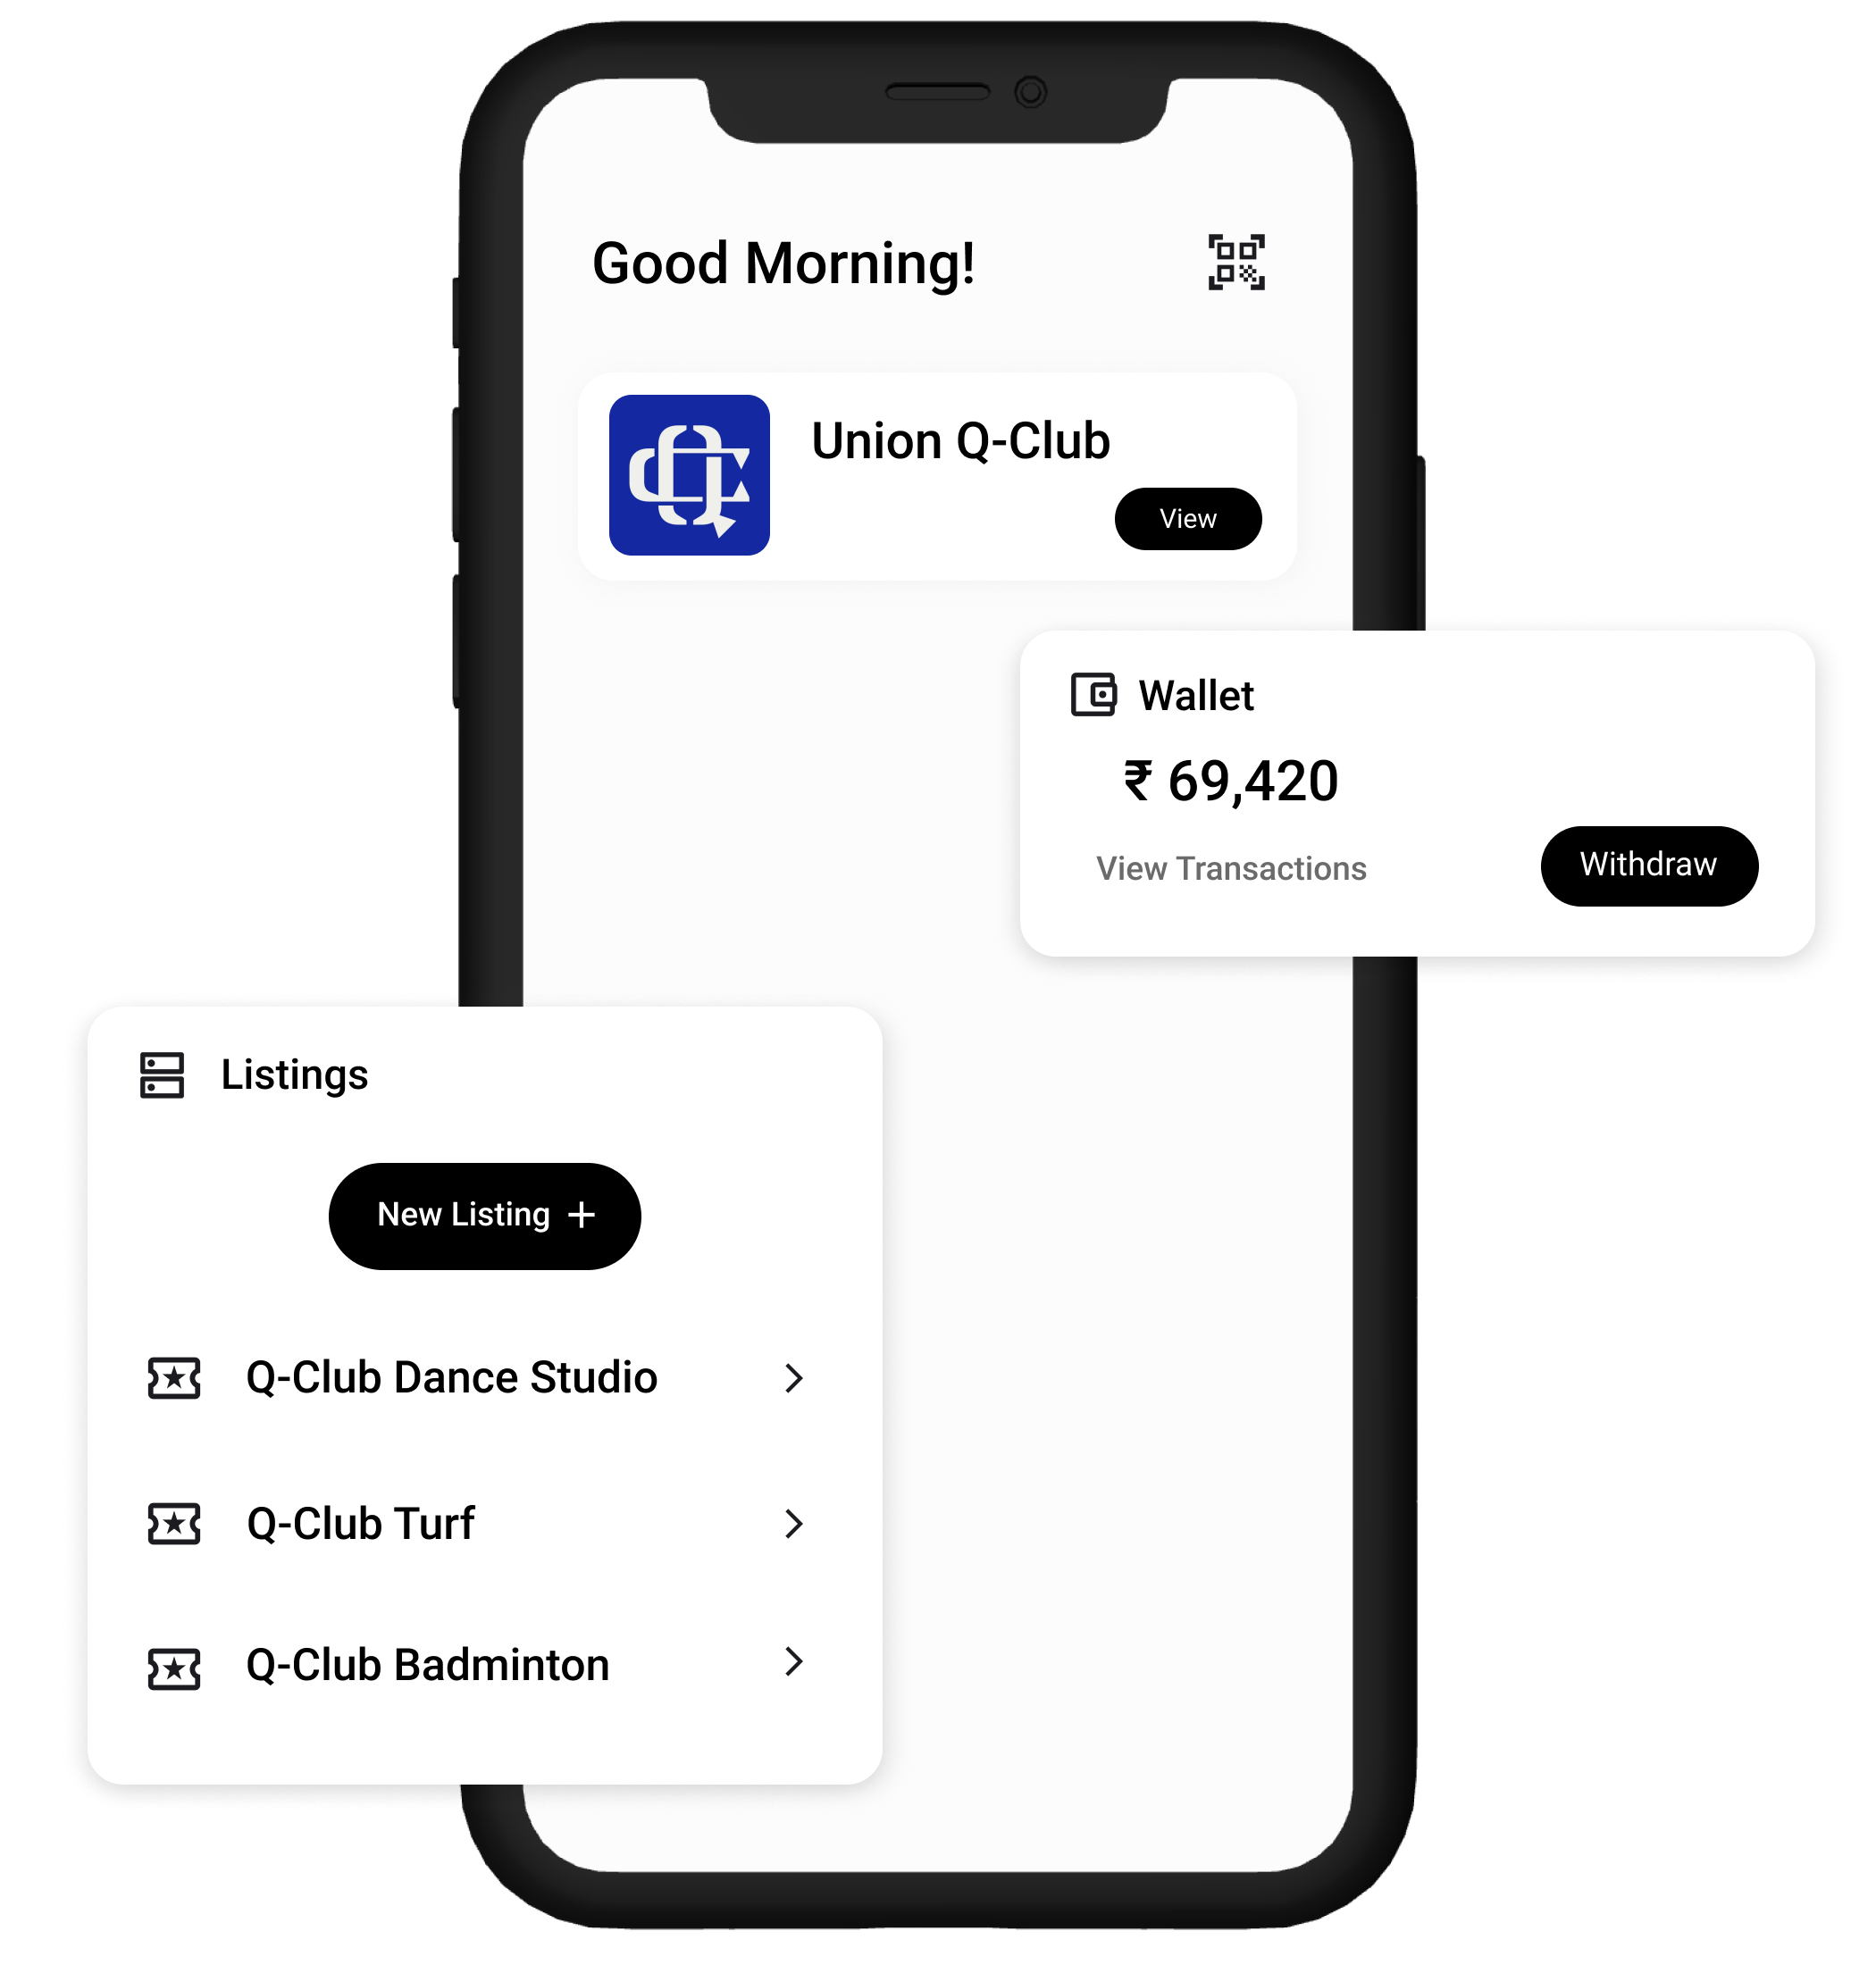 Good Morning!
Union Q-Club
View
Wallet
₹ 69,420
View Transactions
Withdraw
Listings
New Listing +
Q-Club Dance Studio
Q-Club Turf
Q-Club Badminton